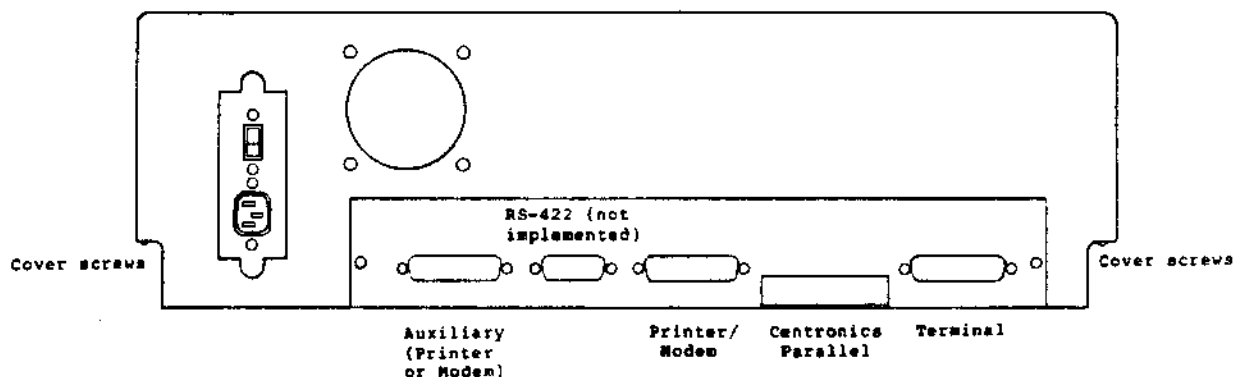 RS-422 (not
implemented)
Cover screws
Cover screws
Auxiliary
(Printer
or Modem)
Printer/
Modem
Centronics
Parallel
Terminal